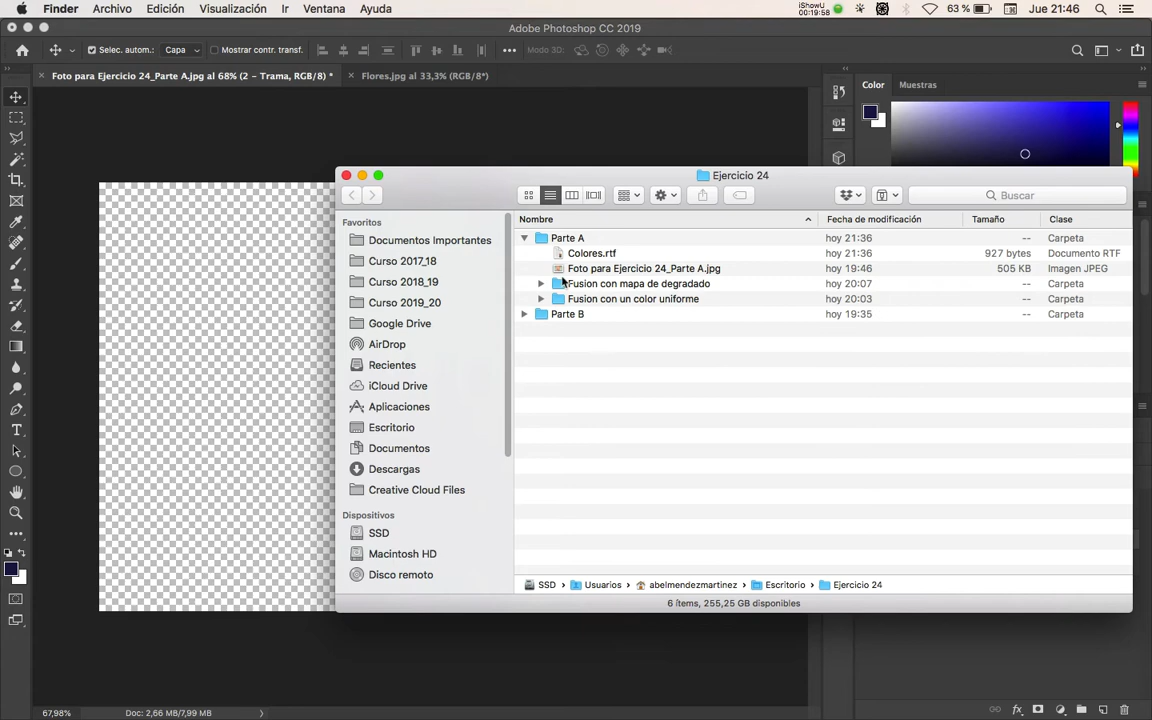 Finder Archivo Edición Visualización Ir Ventana Ayuda iShowU 00:19:58 63 % Jue 21:46
Adobe Photoshop CC 2019
Selec. autom.: Capa Mostrar contr. transf. Modo 3D:
Foto para Ejercicio 24_Parte A.jpg al 68% (2 – Trama, RGB/8) * Flores.jpg al 33,3% (RGB/8*)
Color Muestras
Ejercicio 24
Buscar
Favoritos
Documentos Importantes
Curso 2017_18
Curso 2018_19
Curso 2019_20
Google Drive
AirDrop
Recientes
iCloud Drive
Aplicaciones
Escritorio
Documentos
Descargas
Creative Cloud Files
Dispositivos
SSD
Macintosh HD
Disco remoto
Nombre Fecha de modificación Tamaño Clase
Parte A hoy 21:36 -- Carpeta
Colores.rtf hoy 21:36 927 bytes Documento RTF
Foto para Ejercicio 24_Parte A.jpg hoy 19:46 505 KB Imagen JPEG
Fusion con mapa de degradado hoy 20:07 -- Carpeta
Fusion con un color uniforme hoy 20:03 -- Carpeta
Parte B hoy 19:35 -- Carpeta
SSD › Usuarios › abelmendezmartinez › Escritorio › Ejercicio 24
6 ítems, 255,25 GB disponibles
67,98% Doc: 2,66 MB/7,99 MB